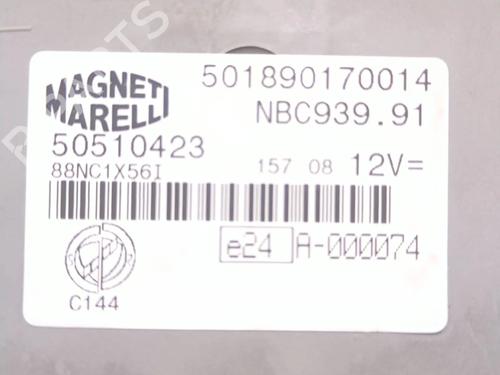 MAGNETI
MARELLI
501890170014
NBC939.91
50510423
88NC1X56I
157 08 12V=
e24 A-000074
C144